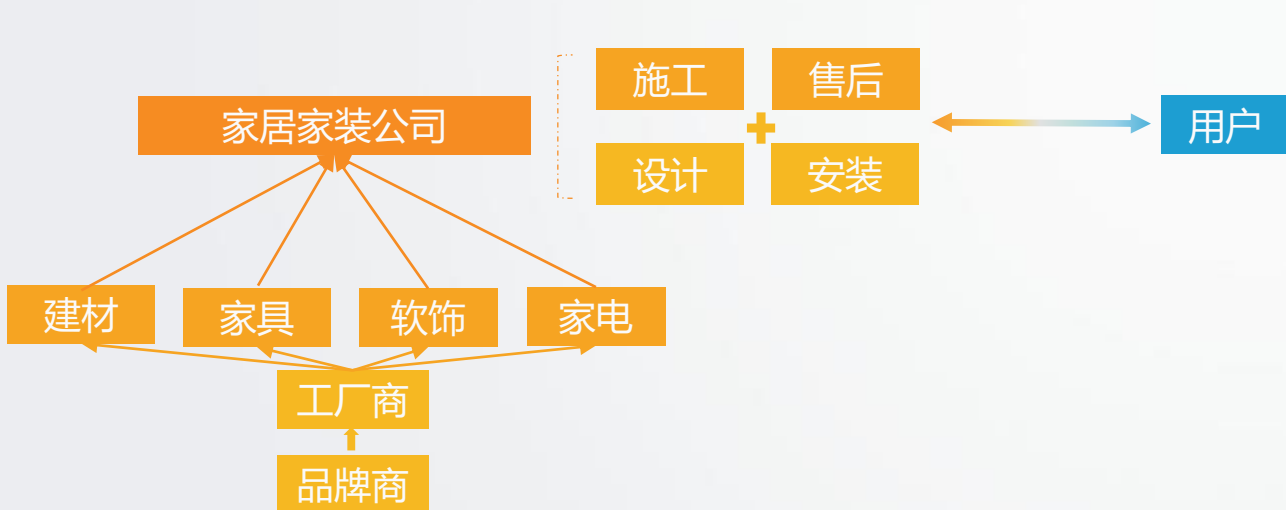 施工
售后
家居家装公司
用户
设计
安装
建材
家具
软饰
家电
工厂商
品牌商